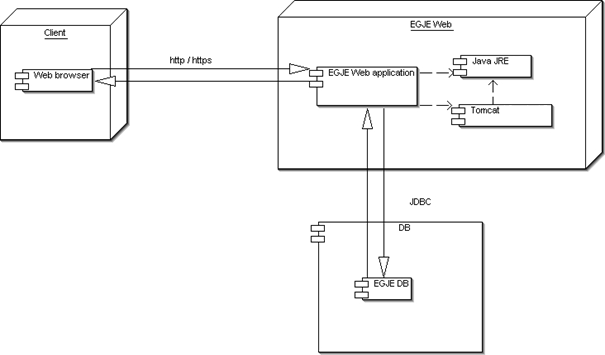 Client
EGJE Web
Web browser
http / https
EGJE Web application
Java JRE
Tomcat
JDBC
DB
EGJE DB